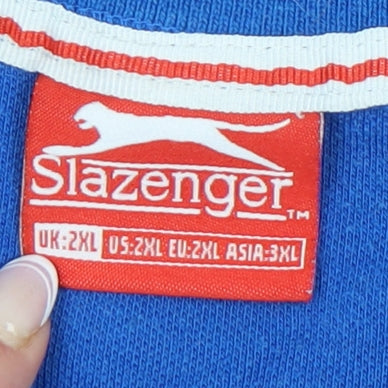 Slazenger™
UK:2XL US:2XL EU:2XL ASIA:3XL